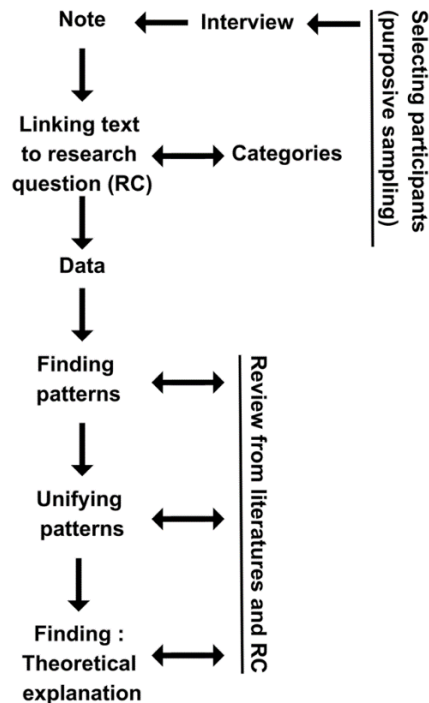 Note
Interview
Selecting participants
(purposive sampling)
Linking text
to research
question (RC)
Categories
Data
Finding
patterns
Review from literatures and RC
Unifying
patterns
Finding :
Theoretical
explanation